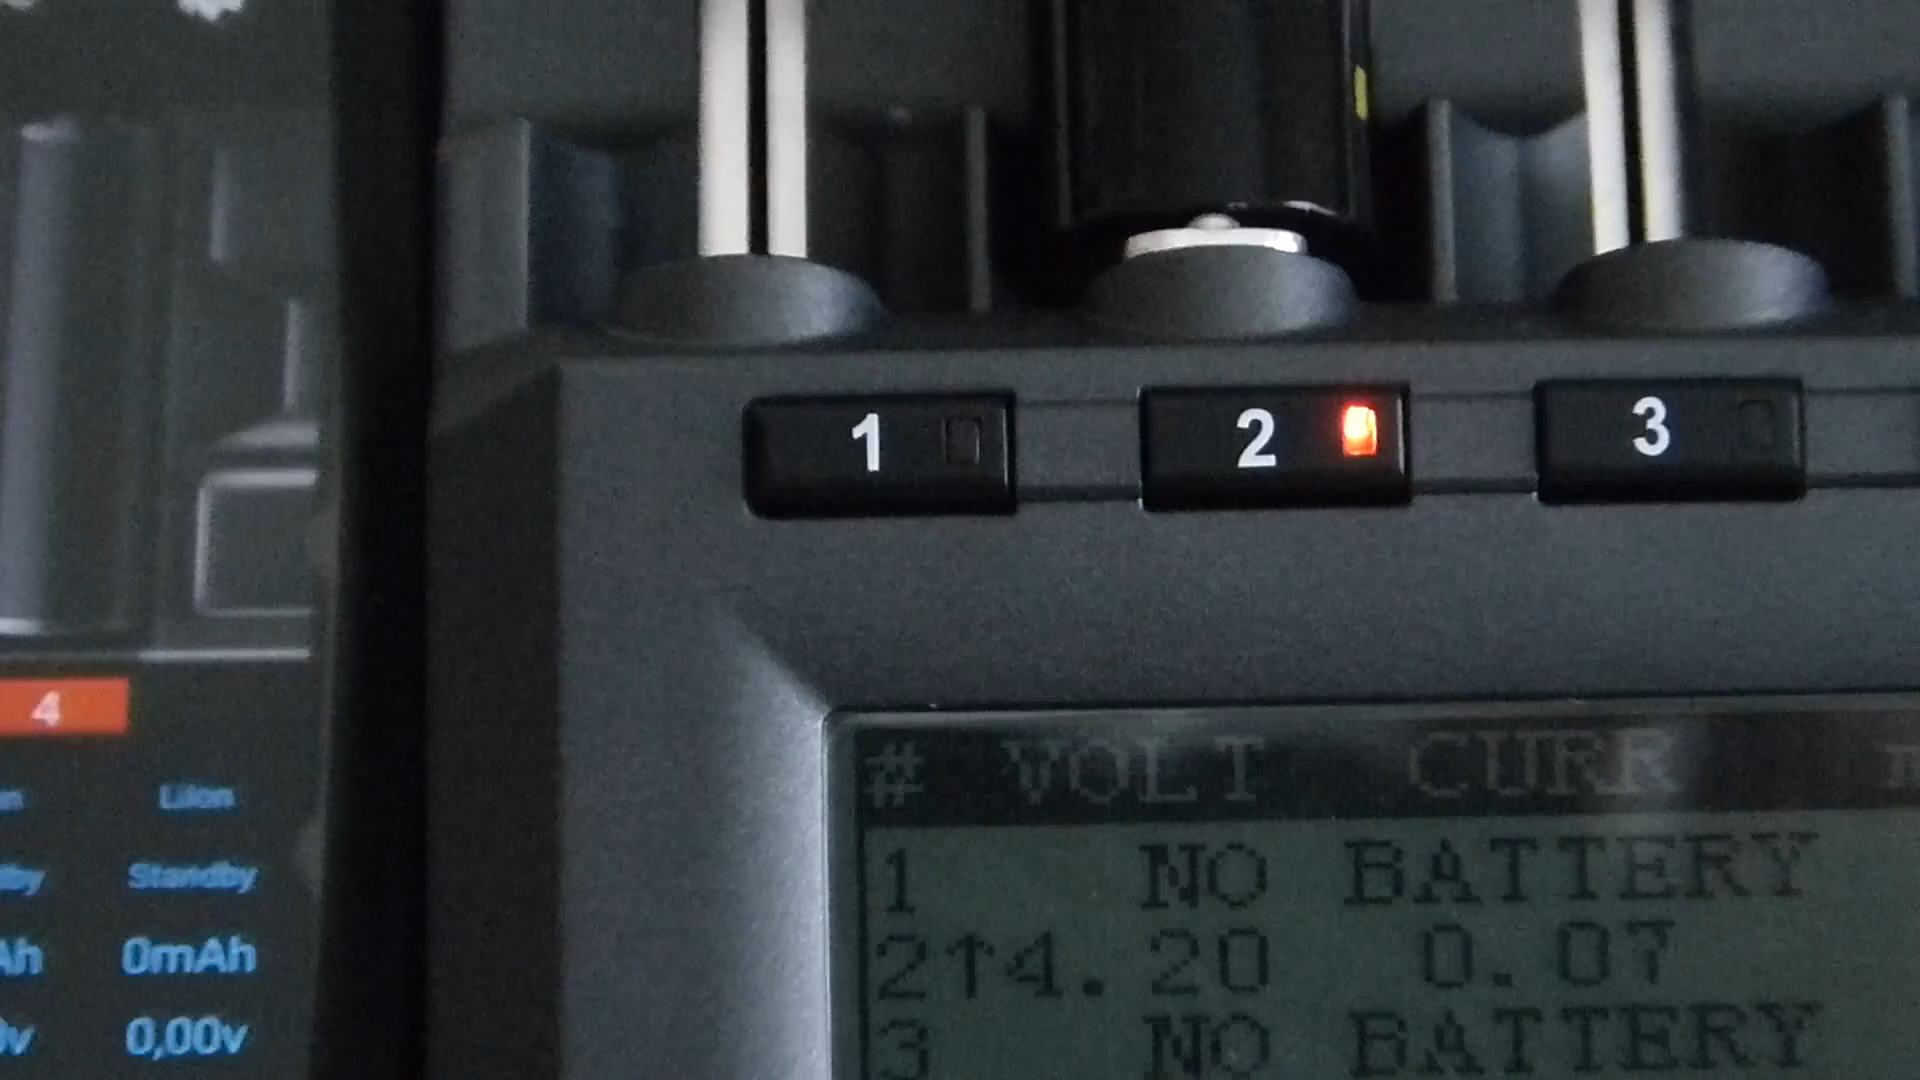 1 2 3
4
LiIon
Standby
0mAh
0,00v
# VOLT CURR
1 NO BATTERY
2↑4.20 0.07
3 NO BATTERY